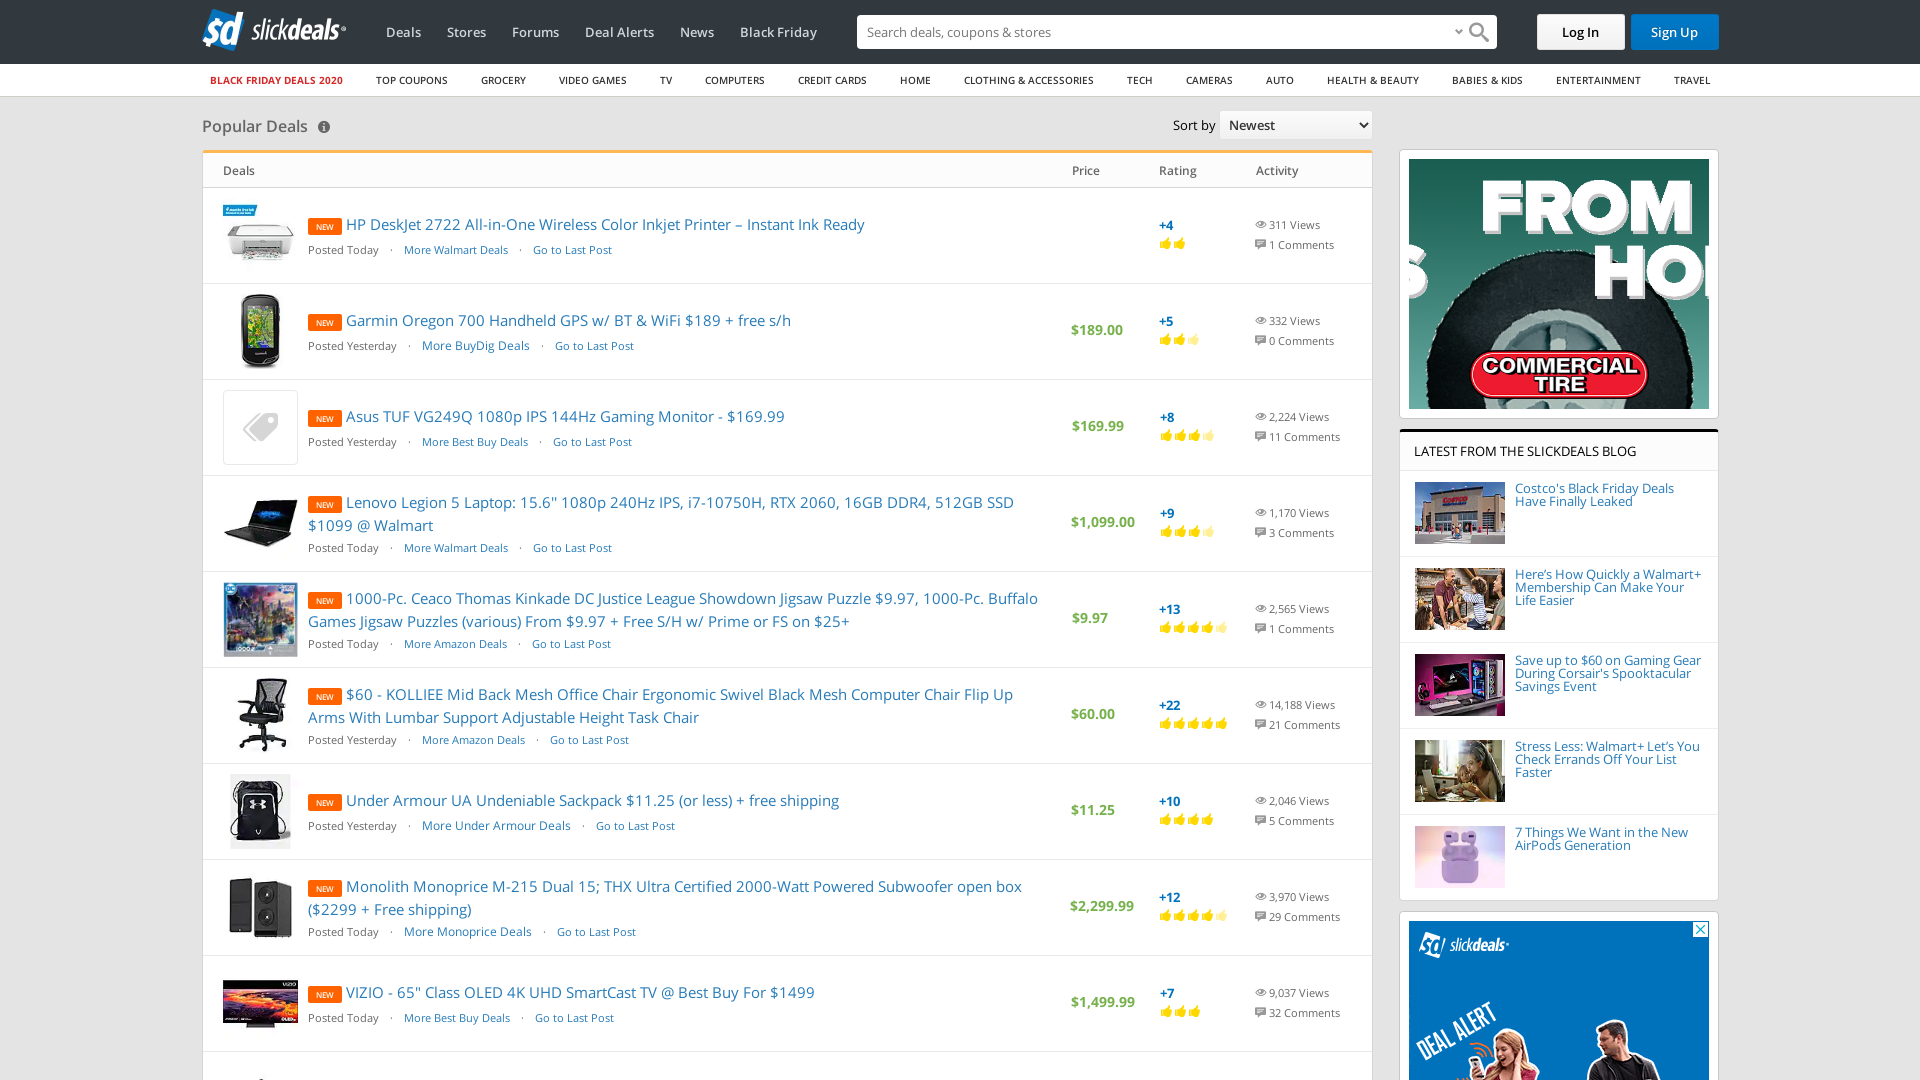 slickdeals
Deals
Stores
Forums
Deal Alerts
News
Black Friday
Search deals, coupons & stores
Log In
Sign Up
BLACK FRIDAY DEALS 2020
TOP COUPONS
GROCERY
VIDEO GAMES
TV
COMPUTERS
CREDIT CARDS
HOME
CLOTHING & ACCESSORIES
TECH
CAMERAS
AUTO
HEALTH & BEAUTY
BABIES & KIDS
ENTERTAINMENT
TRAVEL
Popular Deals
Sort by Newest
Deals
Price
Rating
Activity
NEW HP DeskJet 2722 All-in-One Wireless Color Inkjet Printer – Instant Ink Ready
Posted Today · More Walmart Deals · Go to Last Post
+4
311 Views
1 Comments
NEW Garmin Oregon 700 Handheld GPS w/ BT & WiFi $189 + free s/h
Posted Yesterday · More BuyDig Deals · Go to Last Post
$189.00
+5
332 Views
0 Comments
NEW Asus TUF VG249Q 1080p IPS 144Hz Gaming Monitor - $169.99
Posted Yesterday · More Best Buy Deals · Go to Last Post
$169.99
+8
2,224 Views
11 Comments
NEW Lenovo Legion 5 Laptop: 15.6'' 1080p 240Hz IPS, i7-10750H, RTX 2060, 16GB DDR4, 512GB SSD
$1099 @ Walmart
Posted Today · More Walmart Deals · Go to Last Post
$1,099.00
+9
1,170 Views
3 Comments
NEW 1000-Pc. Ceaco Thomas Kinkade DC Justice League Showdown Jigsaw Puzzle $9.97, 1000-Pc. Buffalo
Games Jigsaw Puzzles (various) From $9.97 + Free S/H w/ Prime or FS on $25+
Posted Today · More Amazon Deals · Go to Last Post
$9.97
+13
2,565 Views
1 Comments
NEW $60 - KOLLIEE Mid Back Mesh Office Chair Ergonomic Swivel Black Mesh Computer Chair Flip Up
Arms With Lumbar Support Adjustable Height Task Chair
Posted Yesterday · More Amazon Deals · Go to Last Post
$60.00
+22
14,188 Views
21 Comments
NEW Under Armour UA Undeniable Sackpack $11.25 (or less) + free shipping
Posted Yesterday · More Under Armour Deals · Go to Last Post
$11.25
+10
2,046 Views
5 Comments
NEW Monolith Monoprice M-215 Dual 15; THX Ultra Certified 2000-Watt Powered Subwoofer open box
($2299 + Free shipping)
Posted Today · More Monoprice Deals · Go to Last Post
$2,299.99
+12
3,970 Views
29 Comments
NEW VIZIO - 65" Class OLED 4K UHD SmartCast TV @ Best Buy For $1499
Posted Today · More Best Buy Deals · Go to Last Post
$1,499.99
+7
9,037 Views
32 Comments
FROM
S HO
COMMERCIAL
TIRE
LATEST FROM THE SLICKDEALS BLOG
Costco's Black Friday Deals
Have Finally Leaked
Here's How Quickly a Walmart+
Membership Can Make Your
Life Easier
Save up to $60 on Gaming Gear
During Corsair's Spooktacular
Savings Event
Stress Less: Walmart+ Let's You
Check Errands Off Your List
Faster
7 Things We Want in the New
AirPods Generation
slickdeals
DEAL ALERT